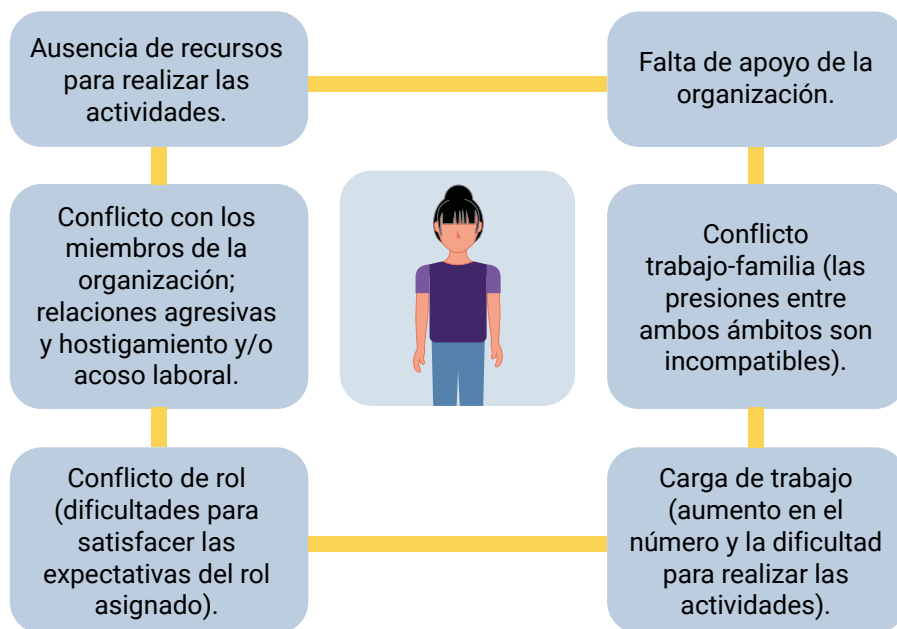 Ausencia de recursos
para realizar las
actividades.
Falta de apoyo de la
organización.
Conflicto con los
miembros de la
organización;
relaciones agresivas
y hostigamiento y/o
acoso laboral.
Conflicto
trabajo-familia (las
presiones entre
ambos ámbitos son
incompatibles).
Conflicto de rol
(dificultades para
satisfacer las
expectativas del rol
asignado).
Carga de trabajo
(aumento en el
número y la dificultad
para realizar las
actividades).